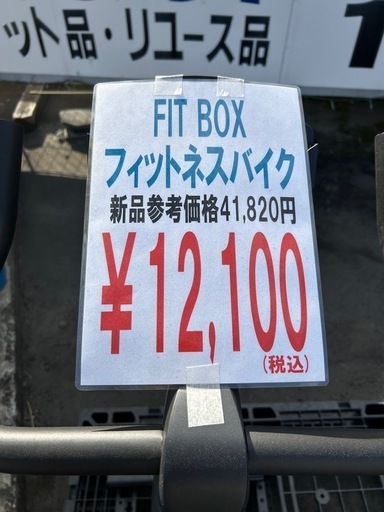 ット品・リユース品
FIT BOX
フィットネスバイク
新品参考価格41,820円
¥12,100
(税込)